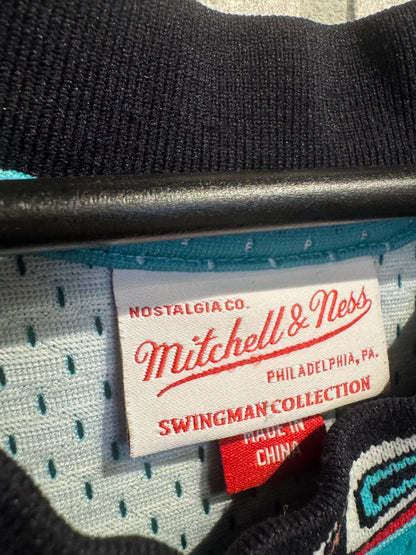 NOSTALGIA CO.
Mitchell & Ness
PHILADELPHIA, PA.
SWINGMAN COLLECTION
MADE IN
CHINA